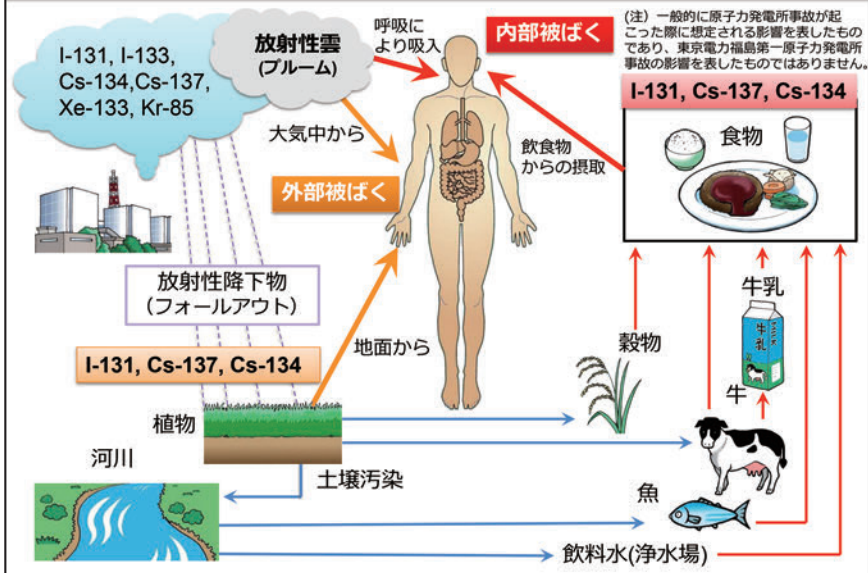 I-131, I-133,
Cs-134,Cs-137,
Xe-133, Kr-85
放射性雲
(プルーム)
呼吸に
より吸入
内部被ばく
(注）一般的に原子力発電所事故が起
こった際に想定される影響を表したもの
であり、東京電力福島第一原子力発電所
事故の影響を表したものではありません。
I-131, Cs-137, Cs-134
食物
大気中から
飲食物
からの摂取
外部被ばく
放射性降下物
（フォールアウト）
地面から
I-131, Cs-137, Cs-134
植物
土壌汚染
河川
穀物
牛乳
牛乳
牛
魚
飲料水(浄水場)